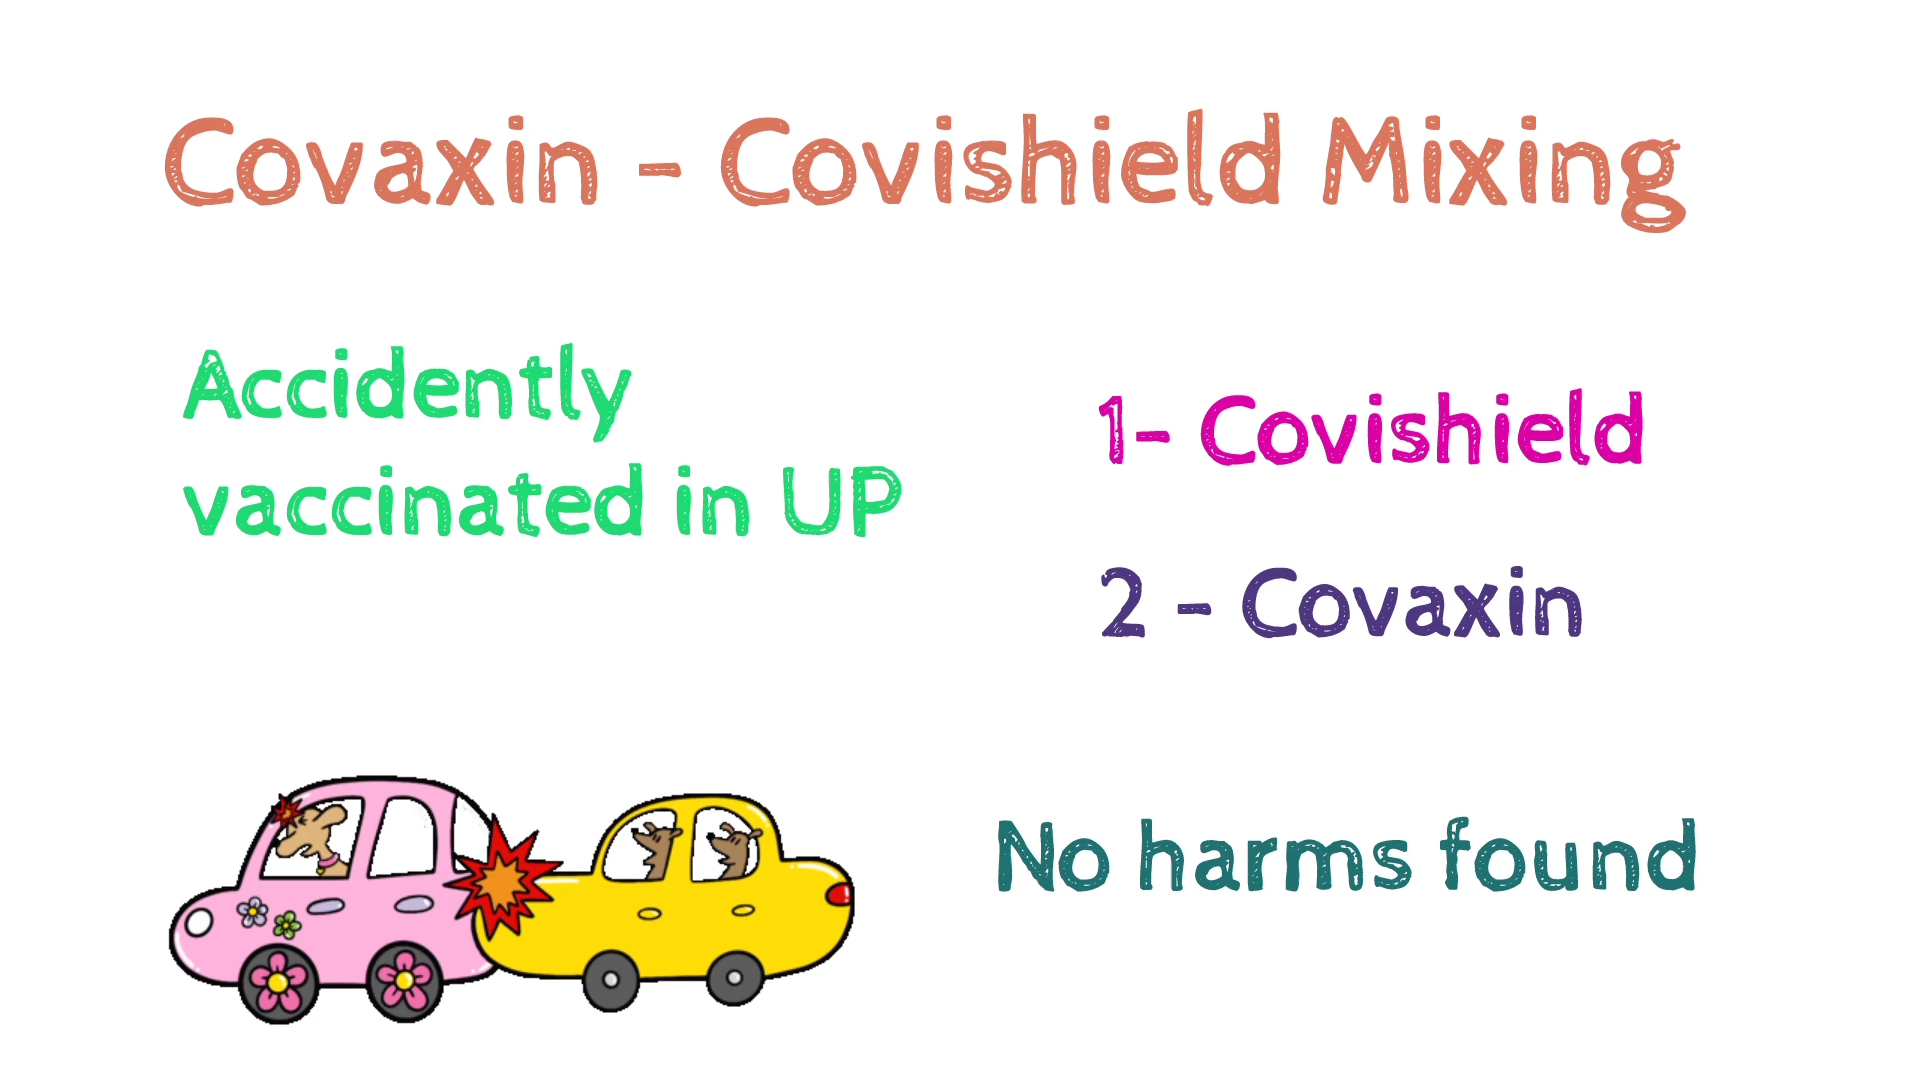 Covaxin - Covishield Mixing
Accidently
vaccinated in UP
1- Covishield
2 - Covaxin
No harms found